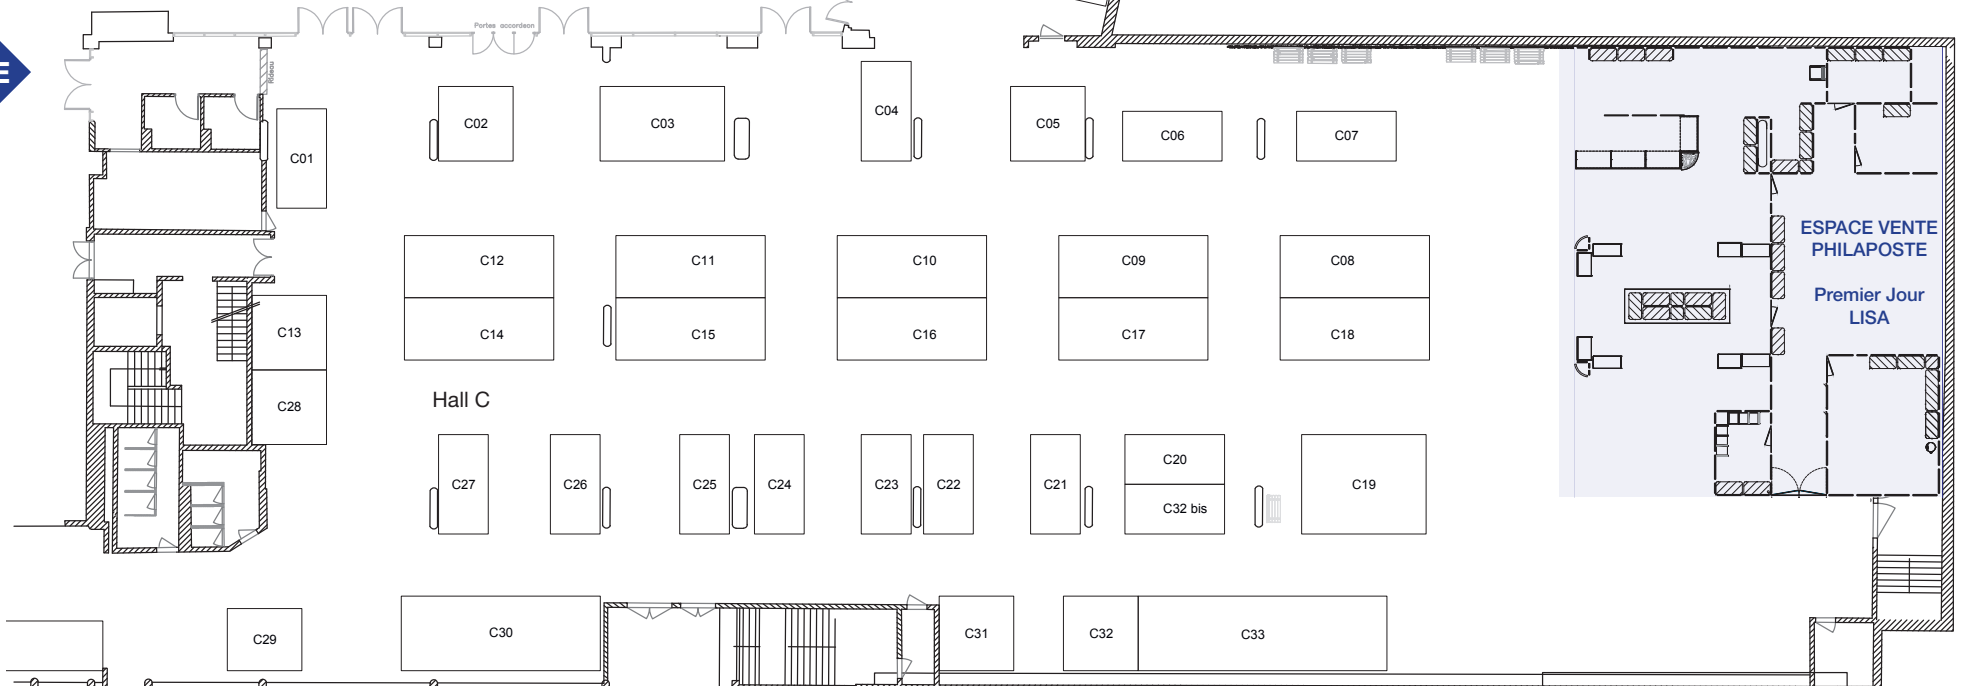 Portes accordeon
E
Rideau
C01
C02
C03
C04
C05
C06
C07
ESPACE VENTE
PHILAPOSTE
Premier Jour
LISA
C12
C11
C10
C09
C08
C13
C14
C15
C16
C17
C18
C28
Hall C
C27
C26
C25
C24
C23
C22
C21
C20
C32 bis
C19
C29
C30
C31
C32
C33